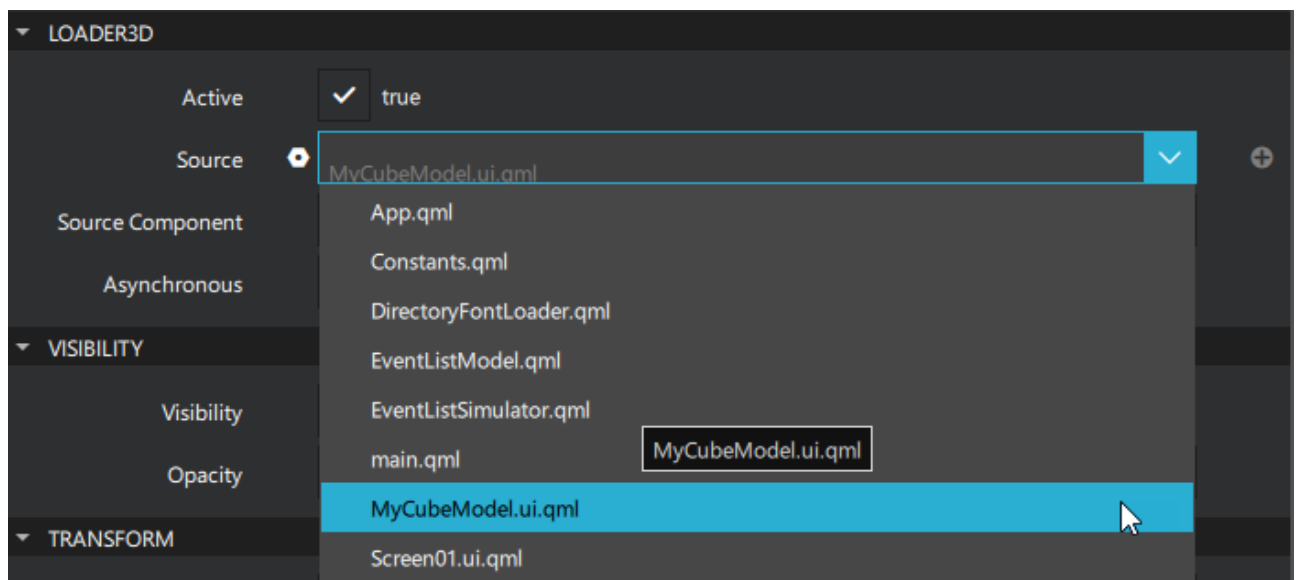 LOADER3D
Active true
Source MyCubeModel.ui.qml
App.qml
Source Component
Constants.qml
Asynchronous
DirectoryFontLoader.qml
VISIBILITY
EventListModel.qml
Visibility
EventListSimulator.qml
MyCubeModel.ui.qml
main.qml
Opacity
MyCubeModel.ui.qml
TRANSFORM
Screen01.ui.qml